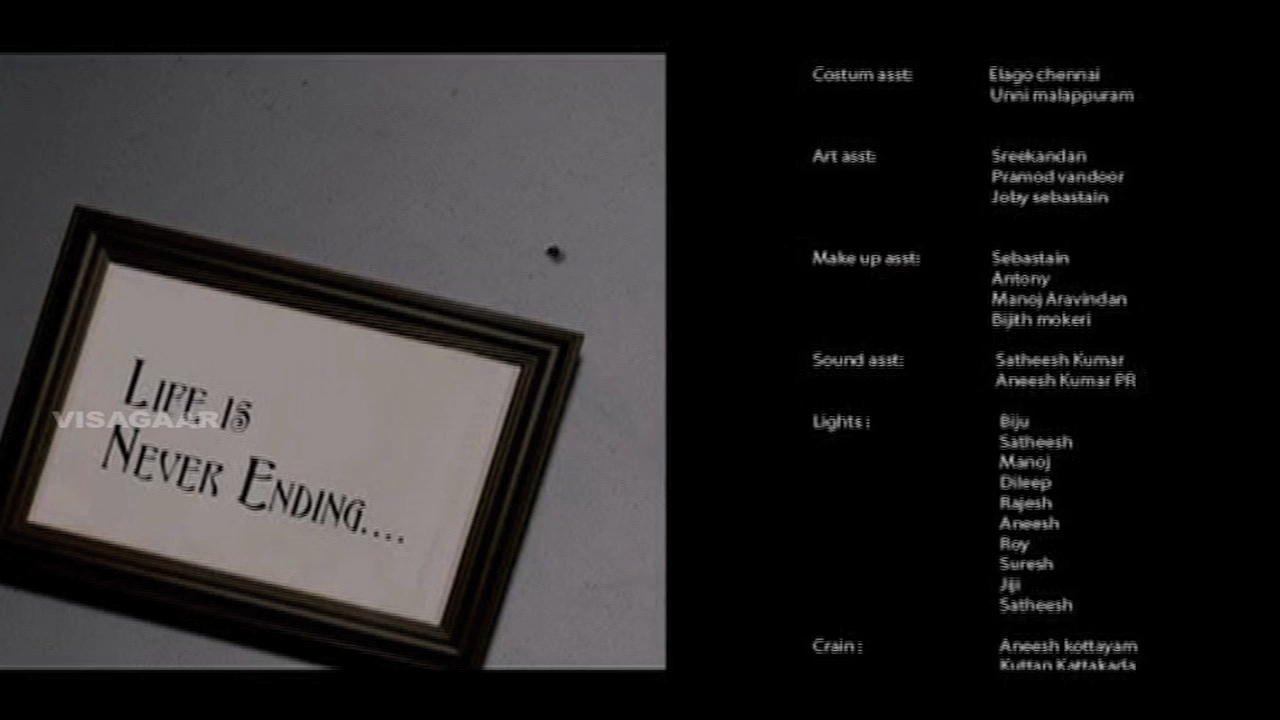 LIFE IS
NEVER ENDING....
VISAGAAR
Costum asst: Elago chennai
Unni malappuram
Art asst: Sreekandan
Pramod vandoor
Joby sebastain
Make up asst: Sebastain
Antony
Manoj Aravindan
Bijith mokeri
Sound asst: Satheesh Kumar
Aneesh Kumar PR
Lights : Biju
Satheesh
Manoj
Dileep
Rajesh
Aneesh
Roy
Suresh
Jiji
Satheesh
Crain : Aneesh kottayam
Kuttan Kattakada